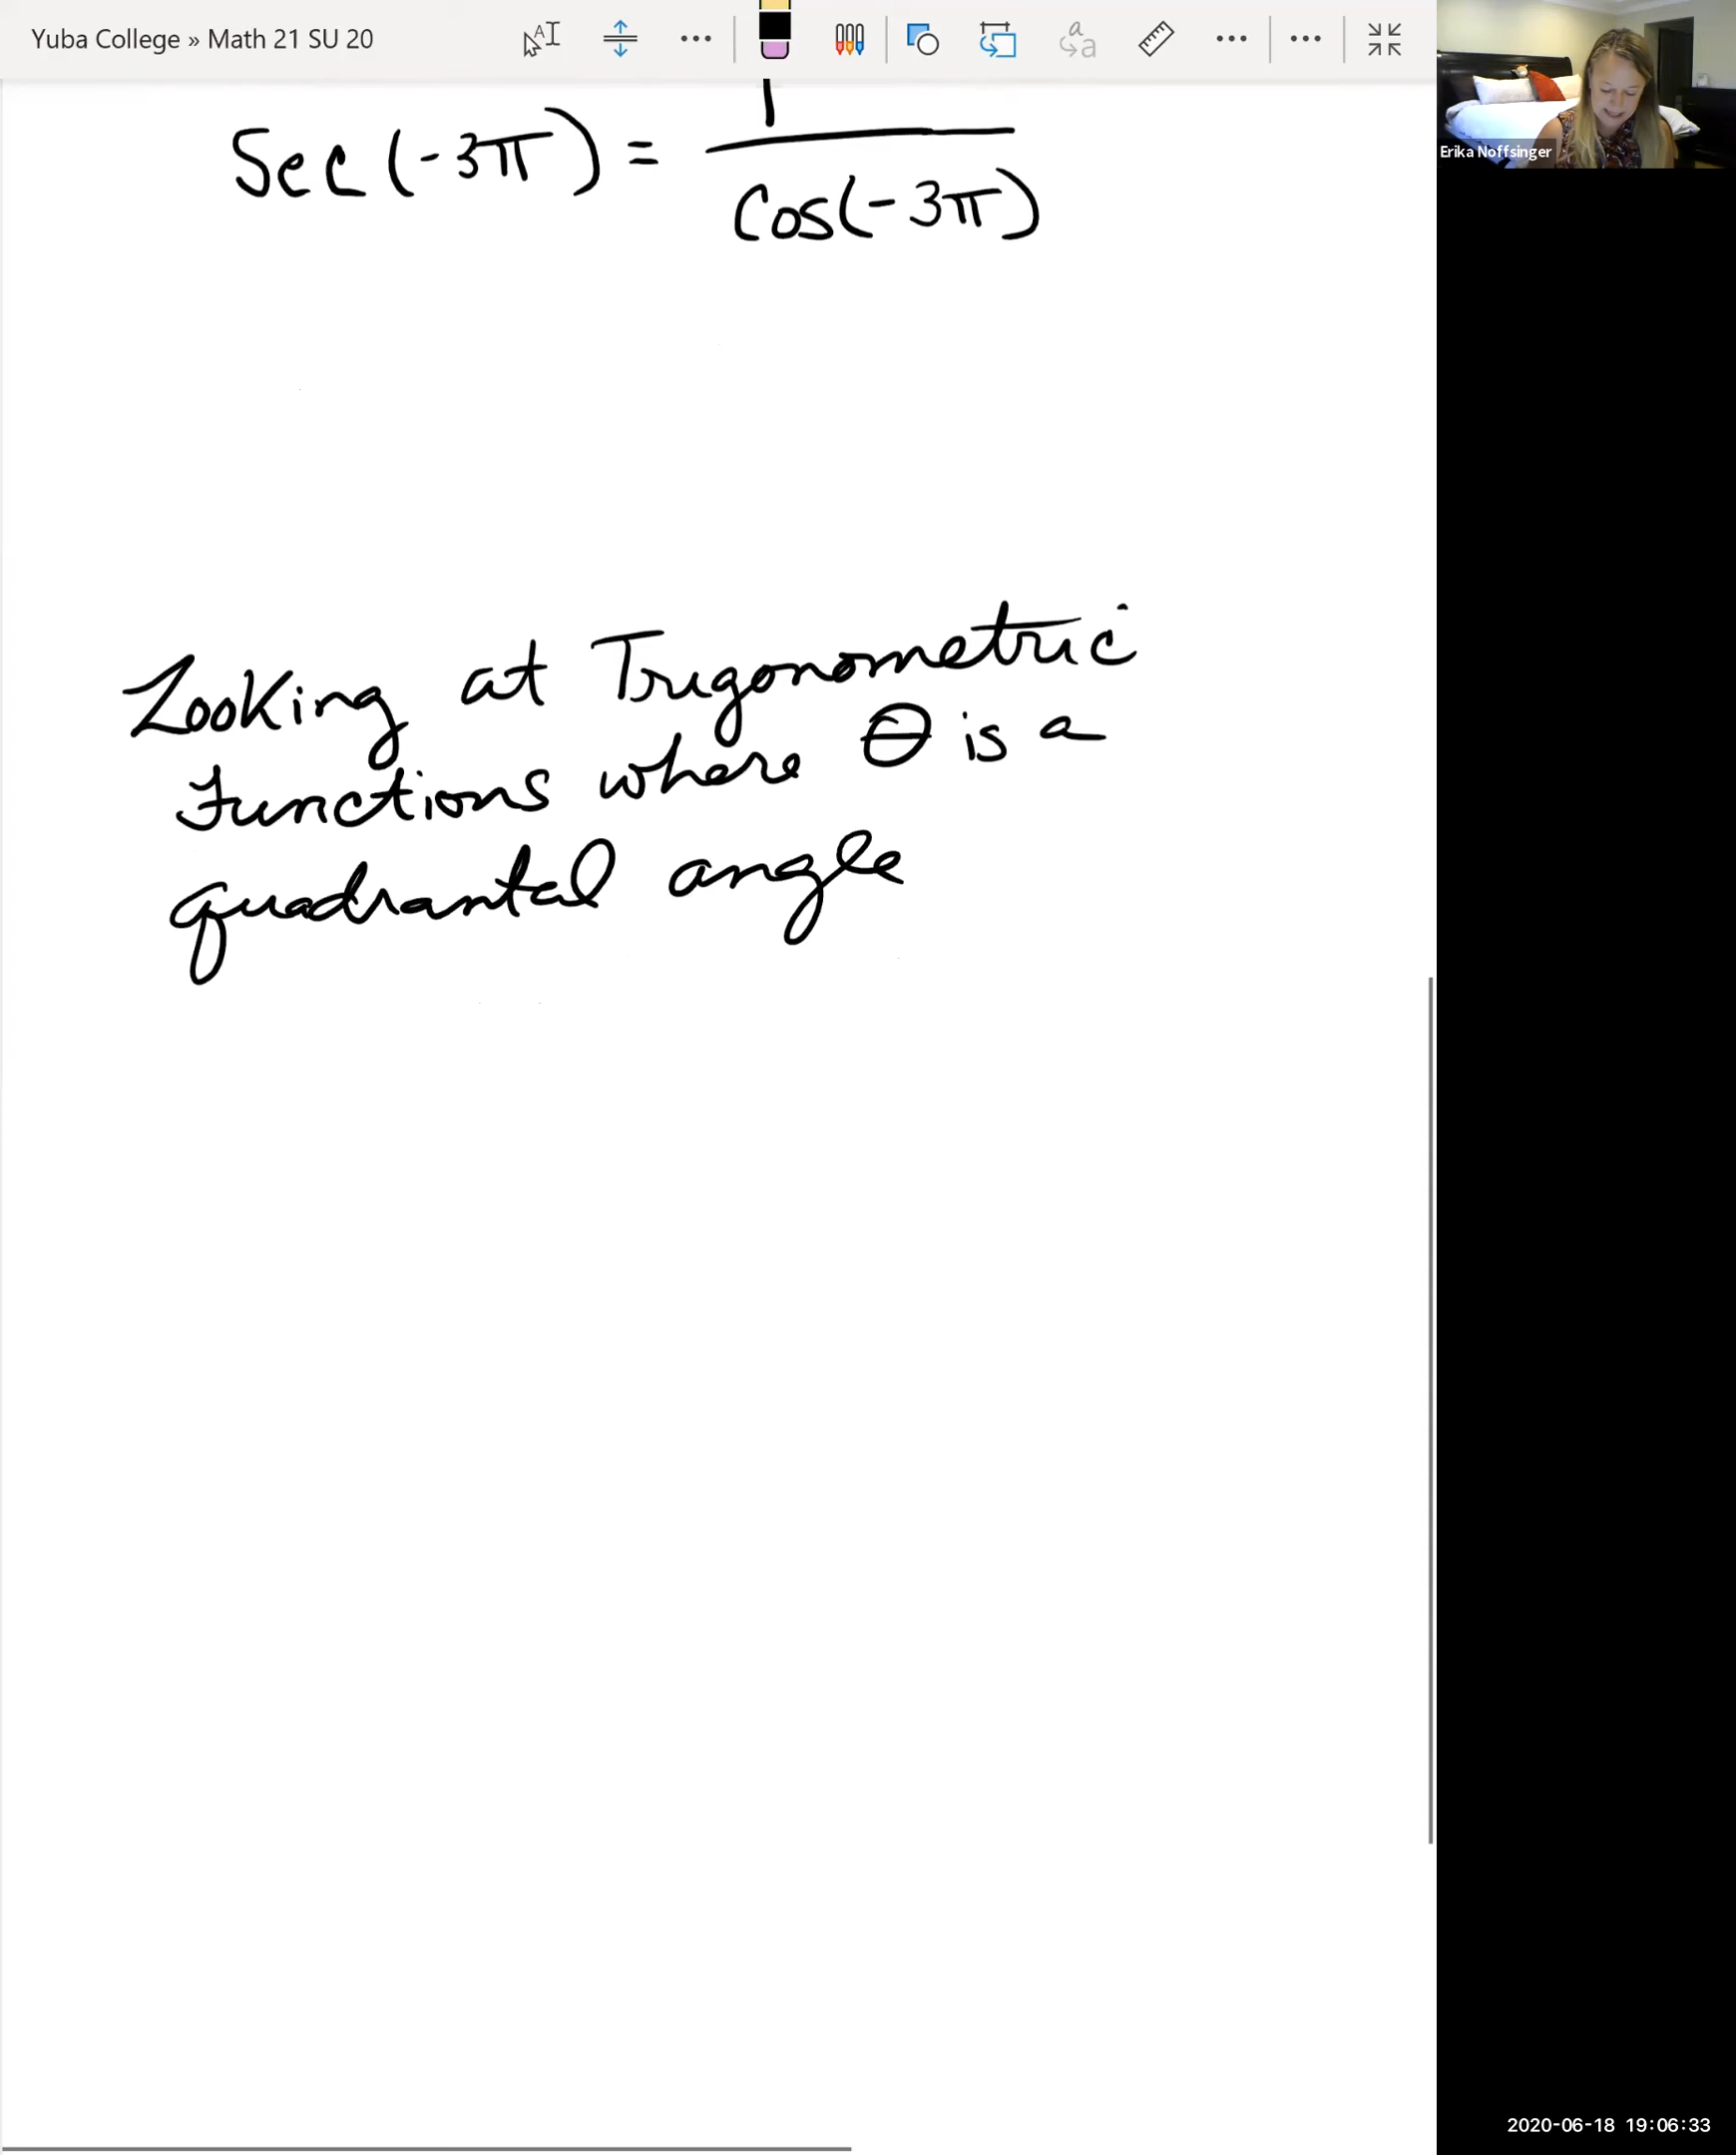 Yuba College » Math 21 SU 20
Erika Noffsinger
Sec(-3π) = 1/Cos(-3π)
Looking at Trigonometric
Functions where θ is a
quadrantal angle
2020-06-18 19:06:33